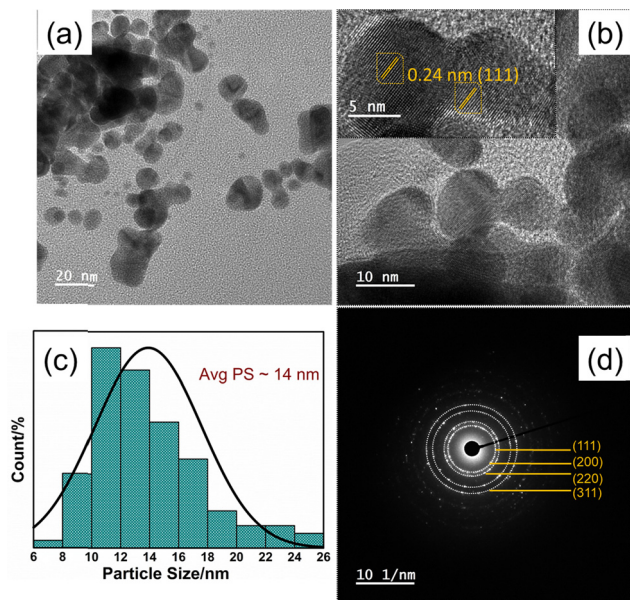 (a)
20 nm
(b)
0.24 nm (111)
5 nm
10 nm
(c)
Avg PS ~ 14 nm
Count/%
6 8 10 12 14 16 18 20 22 24 26
Particle Size/nm
(d)
(111)
(200)
(220)
(311)
10 1/nm